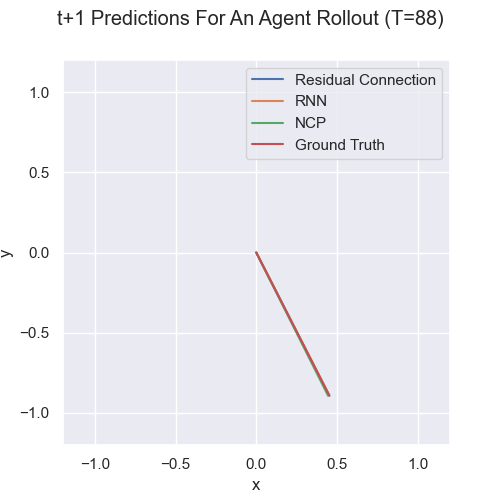 t+1 Predictions For An Agent Rollout (T=88)
Residual Connection
RNN
NCP
Ground Truth
1.0
0.5
0.0
−0.5
−1.0
y
−1.0 −0.5 0.0 0.5 1.0
x